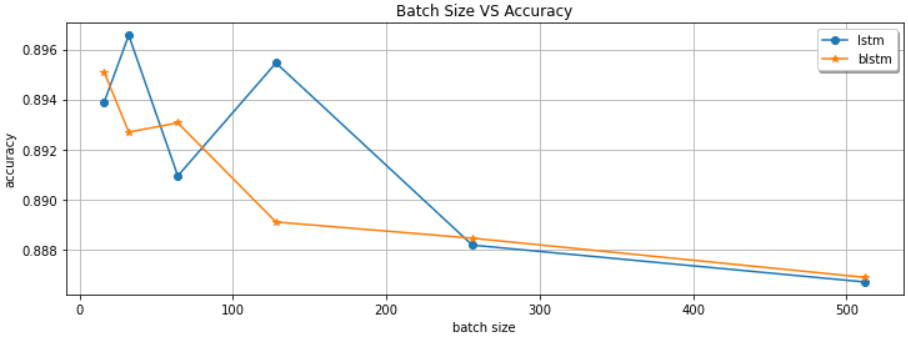 Batch Size VS Accuracy
lstm
blstm
0.896
0.894
0.892
0.890
0.888
accuracy
0
100
200
300
400
500
batch size